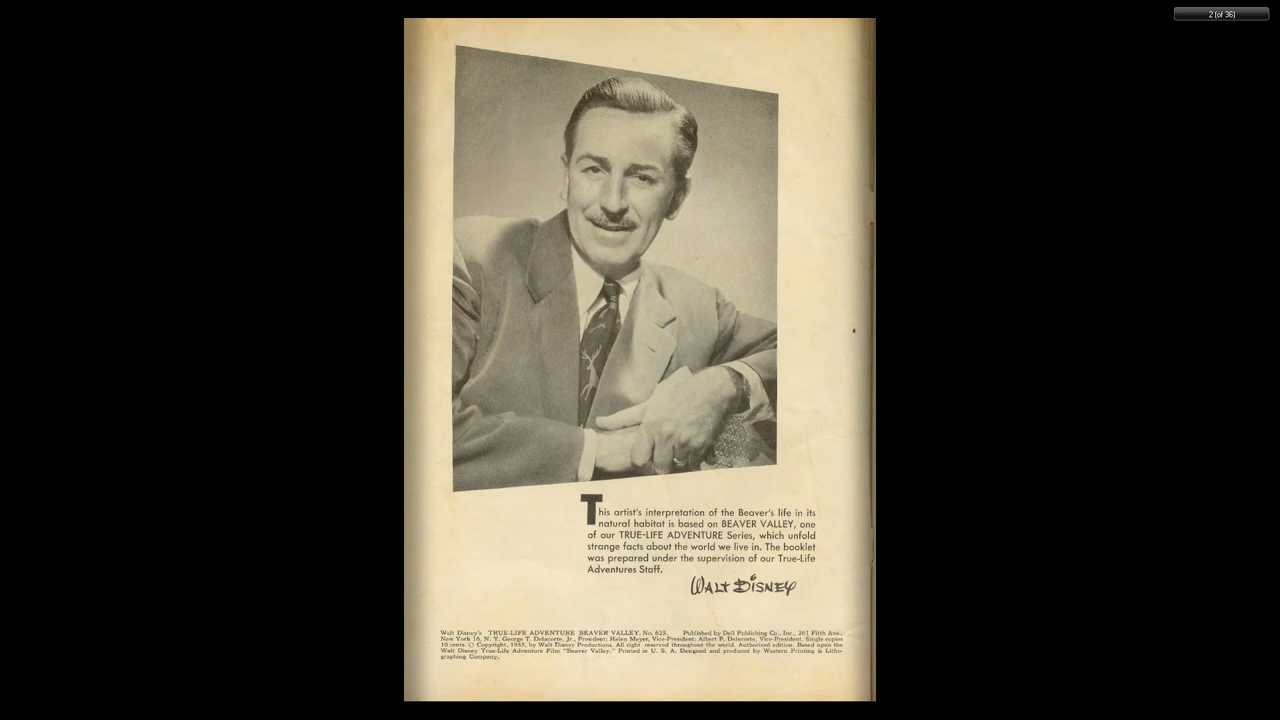 2 (of 36)
This artist's interpretation of the Beaver's life in its
natural habitat is based on BEAVER VALLEY, one
of our TRUE-LIFE ADVENTURE Series, which unfold
strange facts about the world we live in. The booklet
was prepared under the supervision of our True-Life
Adventures Staff.
WALT DISNEY
Walt Disney's TRUE-LIFE ADVENTURE BEAVER VALLEY, No. 625. Published by Dell Publishing Co., Inc., 261 Fifth Ave.,
New York 16, N. Y. George T. Delacorte, Jr., President; Helen Meyer, Vice-President; Albert P. Delacorte, Vice-President. Single copies
10 cents. © Copyright, 1955, by Walt Disney Productions. All right reserved throughout the world. Authorized edition. Based upon the
Walt Disney True-Life Adventure Film "Beaver Valley." Printed in U. S. A. Designed and produced by Western Printing & Litho-
graphing Company.